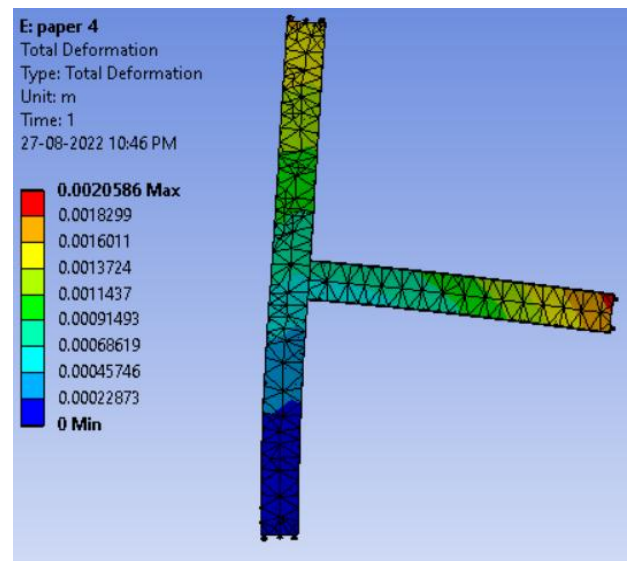 E: paper 4
Total Deformation
Type: Total Deformation
Unit: m
Time: 1
27-08-2022 10:46 PM
0.0020586 Max
0.0018299
0.0016011
0.0013724
0.0011437
0.00091493
0.00068619
0.00045746
0.00022873
0 Min